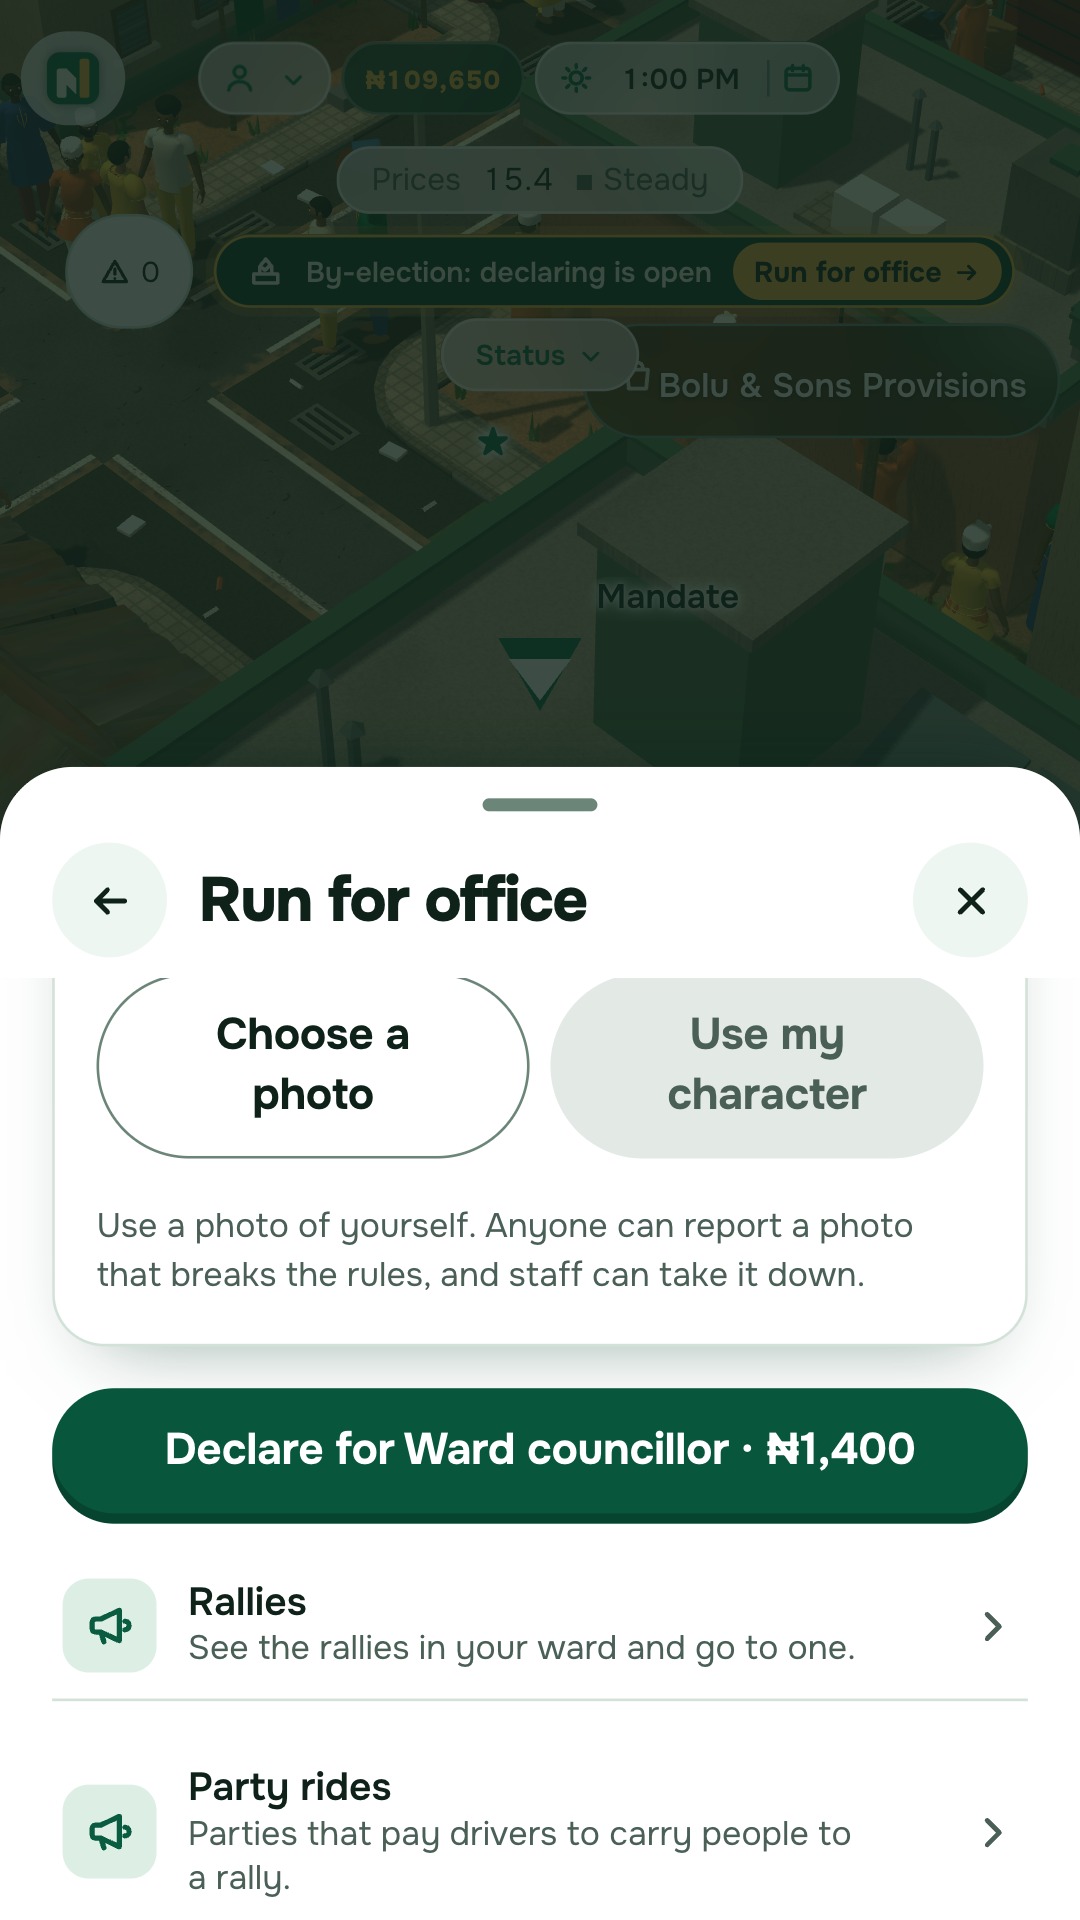 ₦109,650
1:00 PM
Prices 15.4 ■ Steady
0
By-election: declaring is open
Run for office →
Status
Bolu & Sons Provisions
Mandate
Run for office
Choose a
photo
Use my
character
Use a photo of yourself. Anyone can report a photo
that breaks the rules, and staff can take it down.
Declare for Ward councillor · ₦1,400
Rallies
See the rallies in your ward and go to one.
Party rides
Parties that pay drivers to carry people to
a rally.